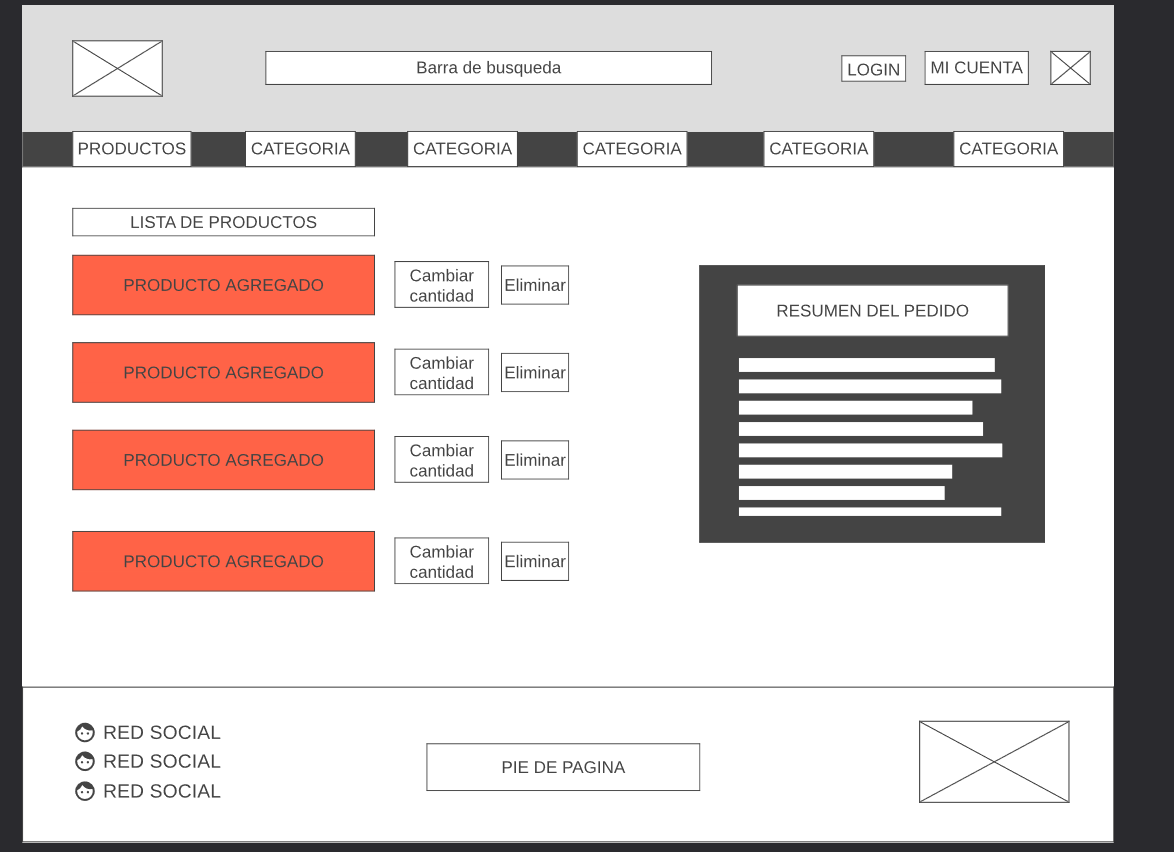 Barra de busqueda
LOGIN
MI CUENTA
PRODUCTOS
CATEGORIA
CATEGORIA
CATEGORIA
CATEGORIA
CATEGORIA
LISTA DE PRODUCTOS
PRODUCTO AGREGADO
Cambiar
cantidad
Eliminar
PRODUCTO AGREGADO
Cambiar
cantidad
Eliminar
PRODUCTO AGREGADO
Cambiar
cantidad
Eliminar
PRODUCTO AGREGADO
Cambiar
cantidad
Eliminar
RESUMEN DEL PEDIDO
RED SOCIAL
RED SOCIAL
RED SOCIAL
PIE DE PAGINA